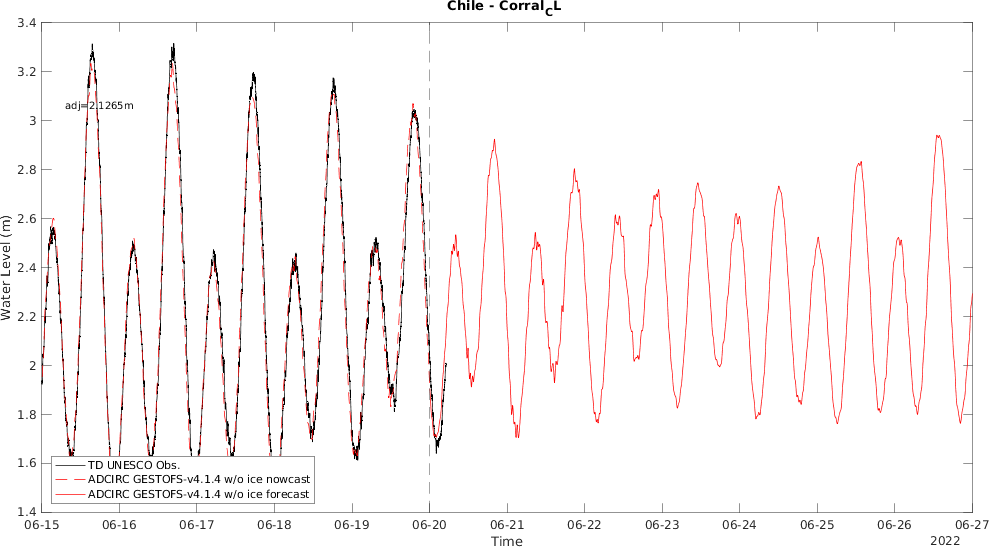 Chile - Corral_CL
3.4
3.2
3
2.8
2.6
2.4
2.2
2
1.8
1.6
1.4
Water Level (m)
adj=2.1265m
TD UNESCO Obs.
ADCIRC GESTOFS-v4.1.4 w/o ice nowcast
ADCIRC GESTOFS-v4.1.4 w/o ice forecast
06-15 06-16 06-17 06-18 06-19 06-20 06-21 06-22 06-23 06-24 06-25 06-26 06-27
Time
2022